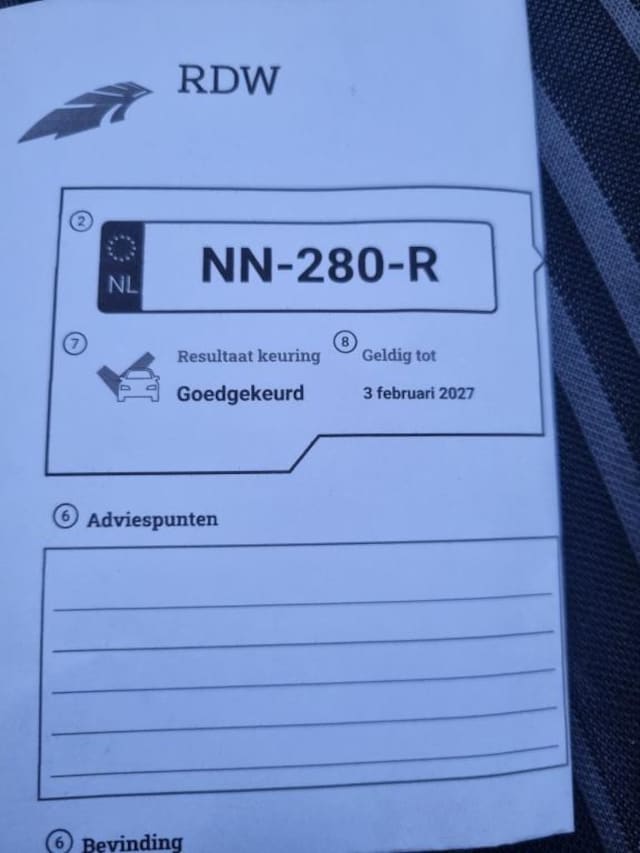 RDW
2
NL NN-280-R
7 Resultaat keuring 8 Geldig tot
Goedgekeurd 3 februari 2027
6 Adviespunten
6 Bevinding